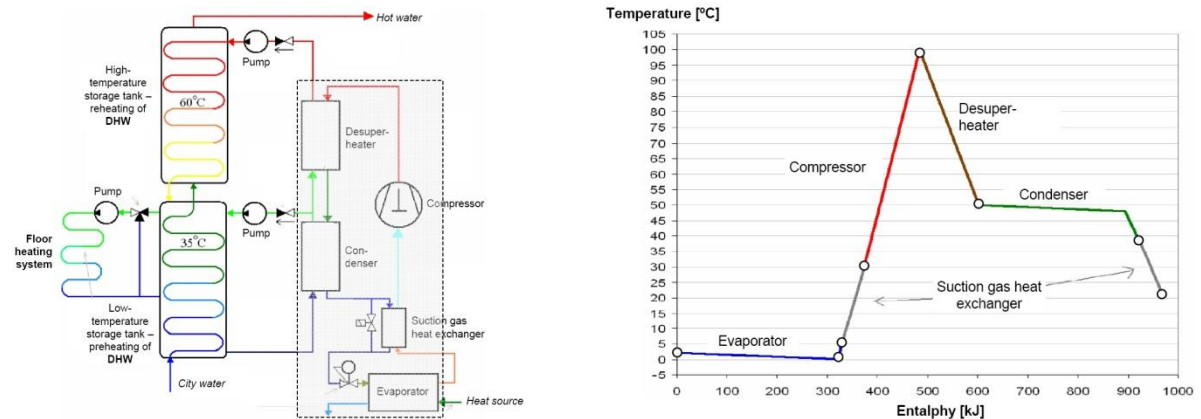 Hot water
Pump
High-
temperature
storage tank –
reheating of
DHW
60°C
Desuper-
heater
Compressor
Pump
Pump
35°C
Con-
denser
Floor
heating
system
Low-
temperature
storage tank –
preheating of
DHW
Suction gas
heat exchanger
City water
Evaporator
Heat source
Temperature [ºC]
105
100
95
90
85
80
75
70
65
60
55
50
45
40
35
30
25
20
15
10
5
0
-5
Desuper-
heater
Compressor
Condenser
Suction gas heat
exchanger
Evaporator
0 100 200 300 400 500 600 700 800 900 1000
Entalphy [kJ]